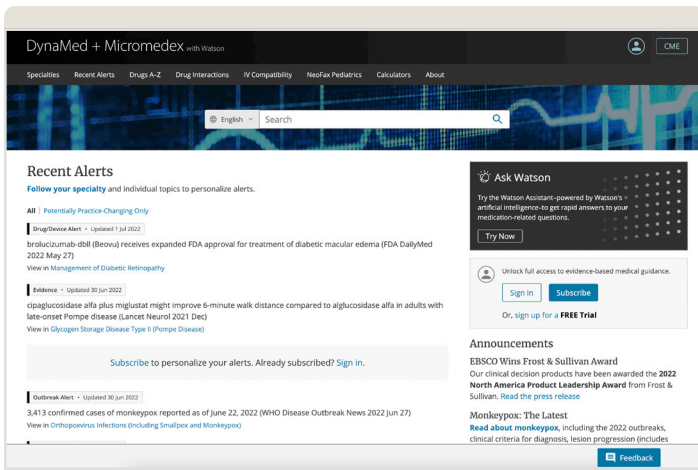 DynaMed + Micromedex with Watson
CME
Specialties Recent Alerts Drugs A–Z Drug Interactions IV Compatibility NeoFax Pediatrics Calculators About
English Search
Recent Alerts
Follow your specialty and individual topics to personalize alerts.
All | Potentially Practice-Changing Only
Drug/Device Alert • Updated 1 Jul 2022
brolucizumab-dbll (Beovu) receives expanded FDA approval for treatment of diabetic macular edema (FDA DailyMed
2022 May 27)
View in Management of Diabetic Retinopathy
Evidence • Updated 30 Jun 2022
cipaglucosidase alfa plus miglustat might improve 6-minute walk distance compared to alglucosidase alfa in adults with
late-onset Pompe disease (Lancet Neurol 2021 Dec)
View in Glycogen Storage Disease Type II (Pompe Disease)
Subscribe to personalize your alerts. Already subscribed? Sign in.
Outbreak Alert • Updated 30 Jun 2022
3,413 confirmed cases of monkeypox reported as of June 22, 2022 (WHO Disease Outbreak News 2022 Jun 27)
View in Orthopoxvirus Infections (Including Smallpox and Monkeypox)
Ask Watson
Try the Watson Assistant–powered by Watson's
artificial intelligence–to get rapid answers to your
medication-related questions.
Try Now
Unlock full access to evidence-based medical guidance.
Sign In Subscribe
Or, sign up for a FREE Trial
Announcements
EBSCO Wins Frost & Sullivan Award
Our clinical decision products have been awarded the 2022
North America Product Leadership Award from Frost &
Sullivan. Read the press release
Monkeypox: The Latest
Read about monkeypox, including the 2022 outbreaks,
clinical criteria for diagnosis, lesion progression (includes
Feedback